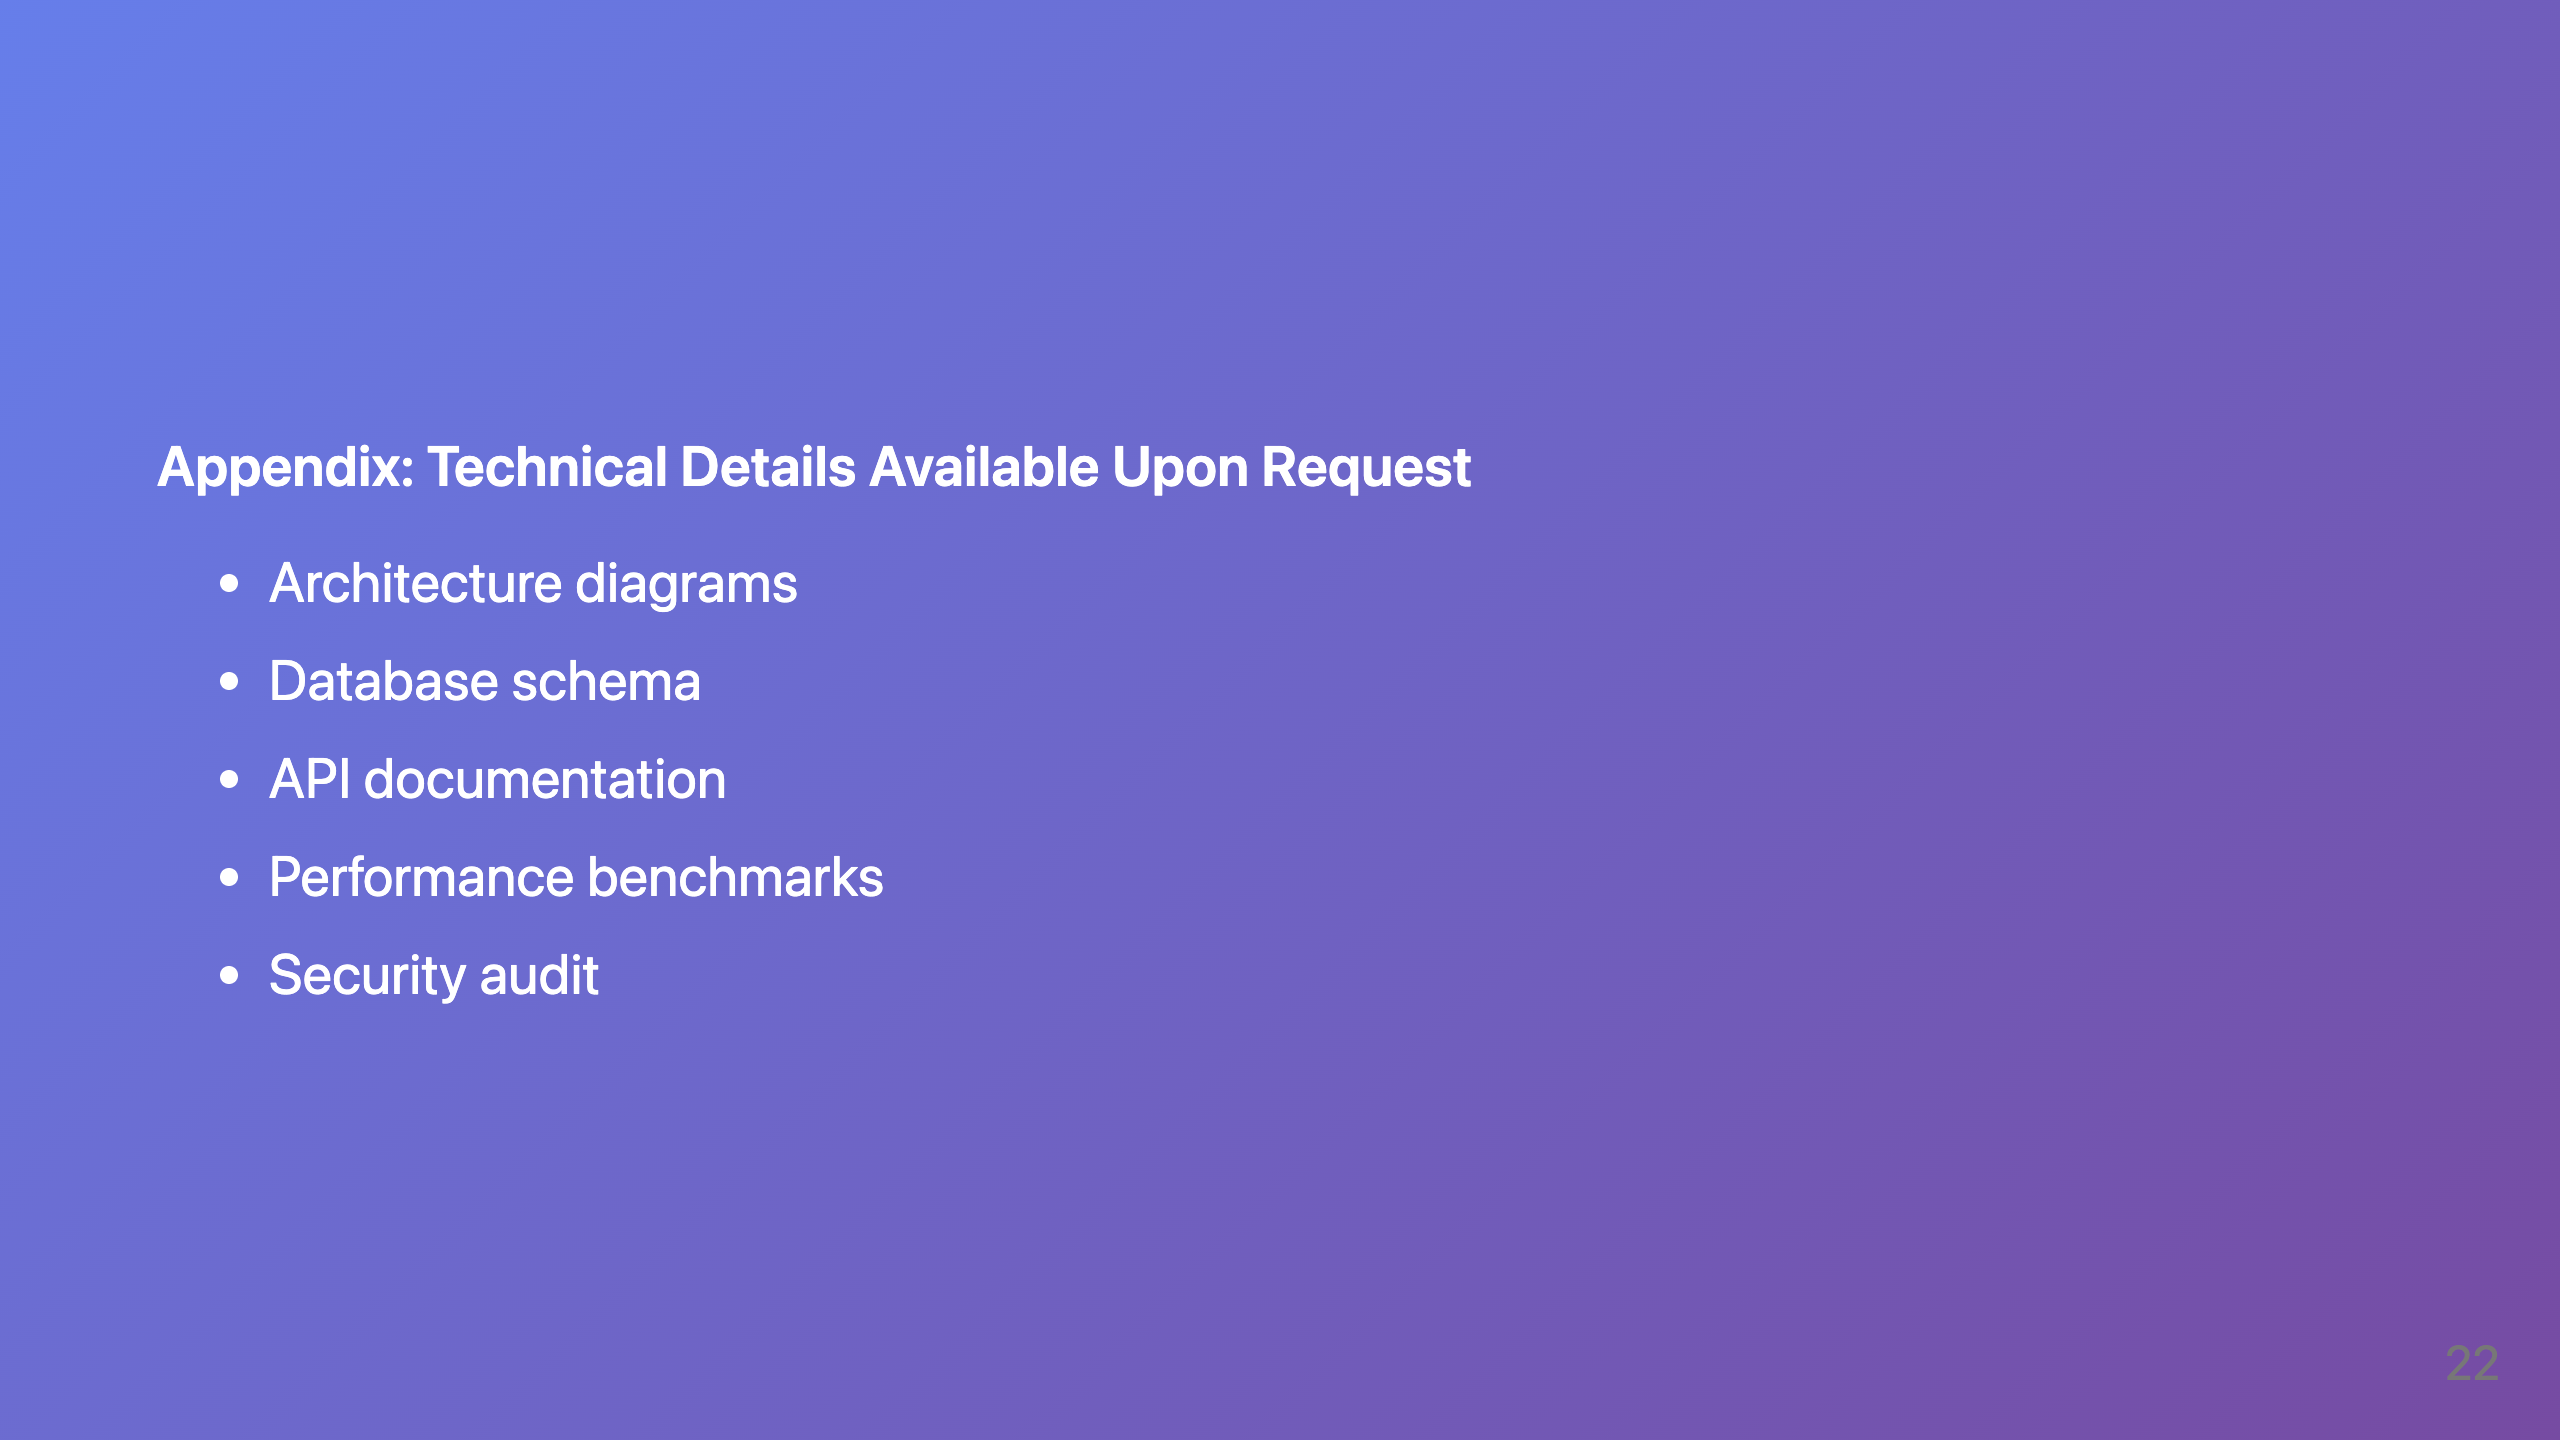 Appendix: Technical Details Available Upon Request
• Architecture diagrams
• Database schema
• API documentation
• Performance benchmarks
• Security audit
22